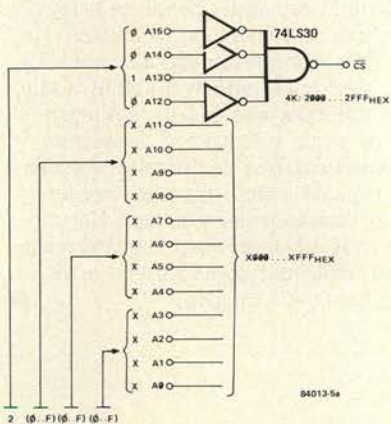 74LS30
Ø A15
Ø A14
1 A13
Ø A12
CS
4K: 2000 ... 2FFFHEX
X A11
X A10
X A9
X A8
X A7
X A6
X A5
X A4
X000 ... XFFFHEX
X A3
X A2
X A1
X A0
84013-5a
2 (Ø..F) (Ø..F) (Ø..F)